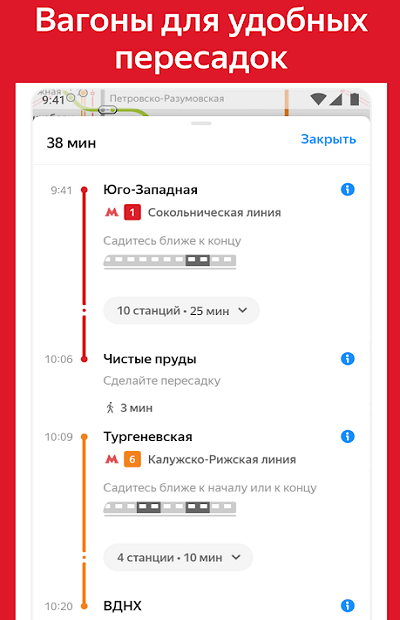 Вагоны для удобных
пересадок
9:41
Петровско-Разумовская
38 мин
Закрыть
9:41
Юго-Западная
1 Сокольническая линия
Садитесь ближе к концу
10 станций • 25 мин
10:06
Чистые пруды
Сделайте пересадку
3 мин
10:09
Тургеневская
6 Калужско-Рижская линия
Садитесь ближе к началу или к концу
4 станции • 10 мин
10:20
ВДНХ